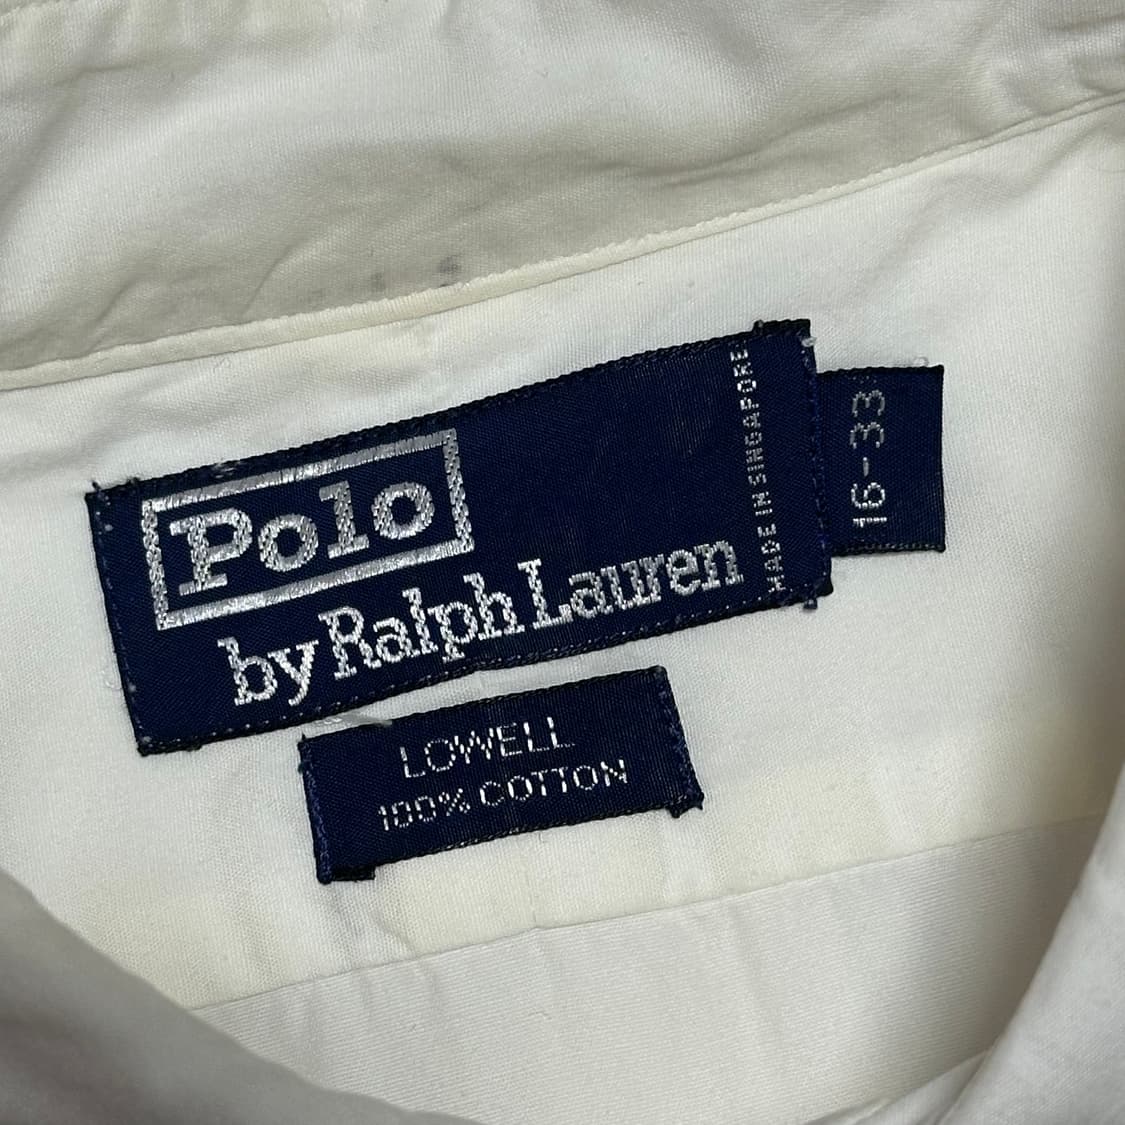 Polo
by Ralph Lauren
MADE IN SINGAPORE
16-33
LOWELL
100% COTTON